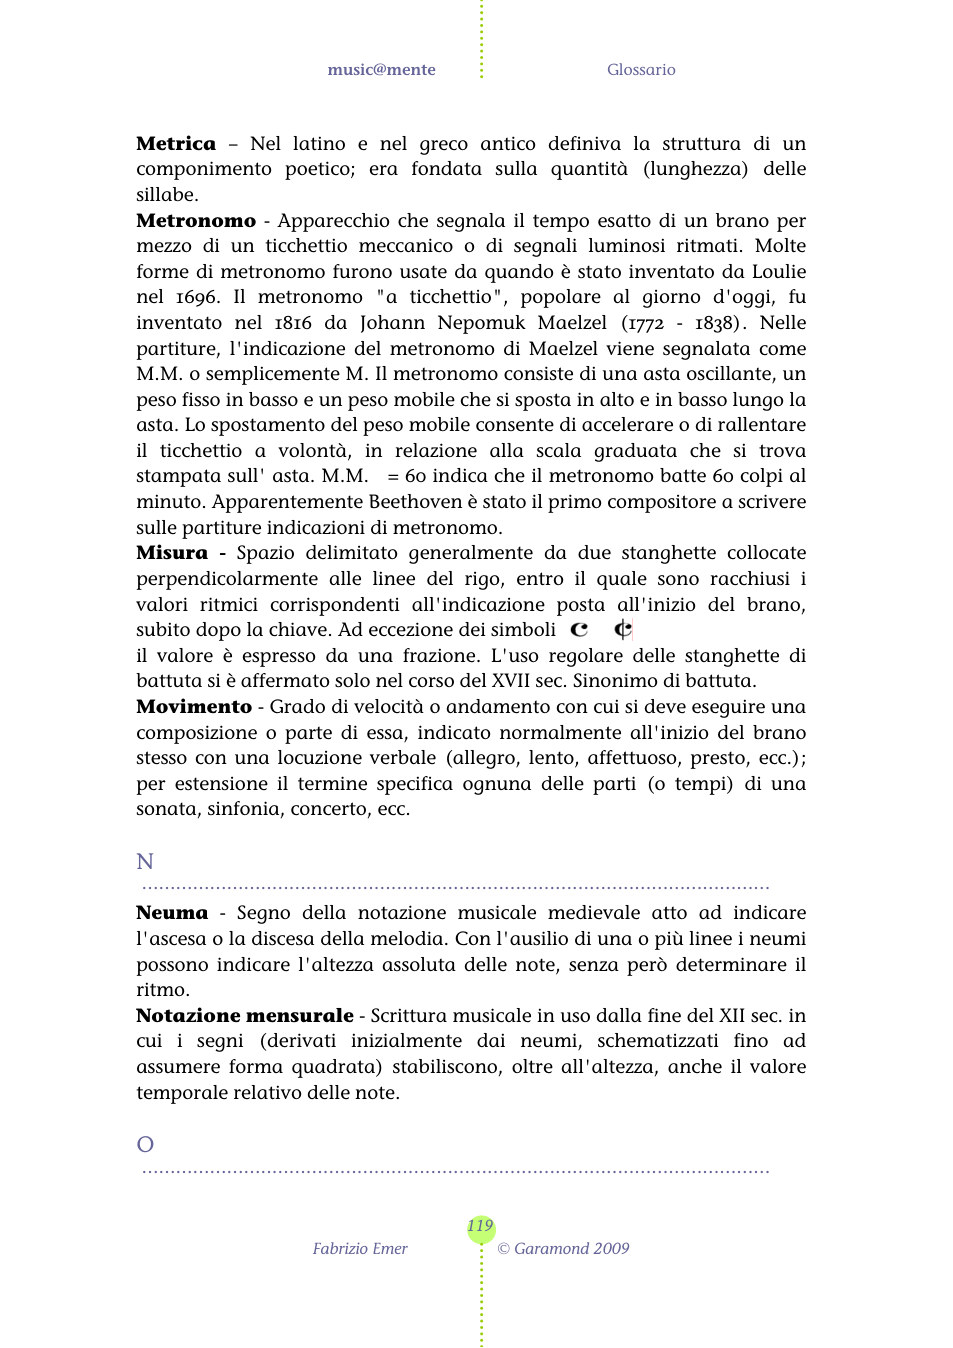 music@mente Glossario
Metrica – Nel latino e nel greco antico definiva la struttura di un
componimento poetico; era fondata sulla quantità (lunghezza) delle
sillabe.
Metronomo - Apparecchio che segnala il tempo esatto di un brano per
mezzo di un ticchettio meccanico o di segnali luminosi ritmati. Molte
forme di metronomo furono usate da quando è stato inventato da Loulie
nel 1696. Il metronomo "a ticchettio", popolare al giorno d'oggi, fu
inventato nel 1816 da Johann Nepomuk Maelzel (1772 - 1838). Nelle
partiture, l'indicazione del metronomo di Maelzel viene segnalata come
M.M. o semplicemente M. Il metronomo consiste di una asta oscillante, un
peso fisso in basso e un peso mobile che si sposta in alto e in basso lungo la
asta. Lo spostamento del peso mobile consente di accelerare o di rallentare
il ticchettio a volontà, in relazione alla scala graduata che si trova
stampata sull' asta. M.M. = 60 indica che il metronomo batte 60 colpi al
minuto. Apparentemente Beethoven è stato il primo compositore a scrivere
sulle partiture indicazioni di metronomo.
Misura - Spazio delimitato generalmente da due stanghette collocate
perpendicolarmente alle linee del rigo, entro il quale sono racchiusi i
valori ritmici corrispondenti all'indicazione posta all'inizio del brano,
subito dopo la chiave. Ad eccezione dei simboli 𝄴 𝄵
il valore è espresso da una frazione. L'uso regolare delle stanghette di
battuta si è affermato solo nel corso del XVII sec. Sinonimo di battuta.
Movimento - Grado di velocità o andamento con cui si deve eseguire una
composizione o parte di essa, indicato normalmente all'inizio del brano
stesso con una locuzione verbale (allegro, lento, affettuoso, presto, ecc.);
per estensione il termine specifica ognuna delle parti (o tempi) di una
sonata, sinfonia, concerto, ecc.
N
Neuma - Segno della notazione musicale medievale atto ad indicare
l'ascesa o la discesa della melodia. Con l'ausilio di una o più linee i neumi
possono indicare l'altezza assoluta delle note, senza però determinare il
ritmo.
Notazione mensurale - Scrittura musicale in uso dalla fine del XII sec. in
cui i segni (derivati inizialmente dai neumi, schematizzati fino ad
assumere forma quadrata) stabiliscono, oltre all'altezza, anche il valore
temporale relativo delle note.
O
119
Fabrizio Emer © Garamond 2009